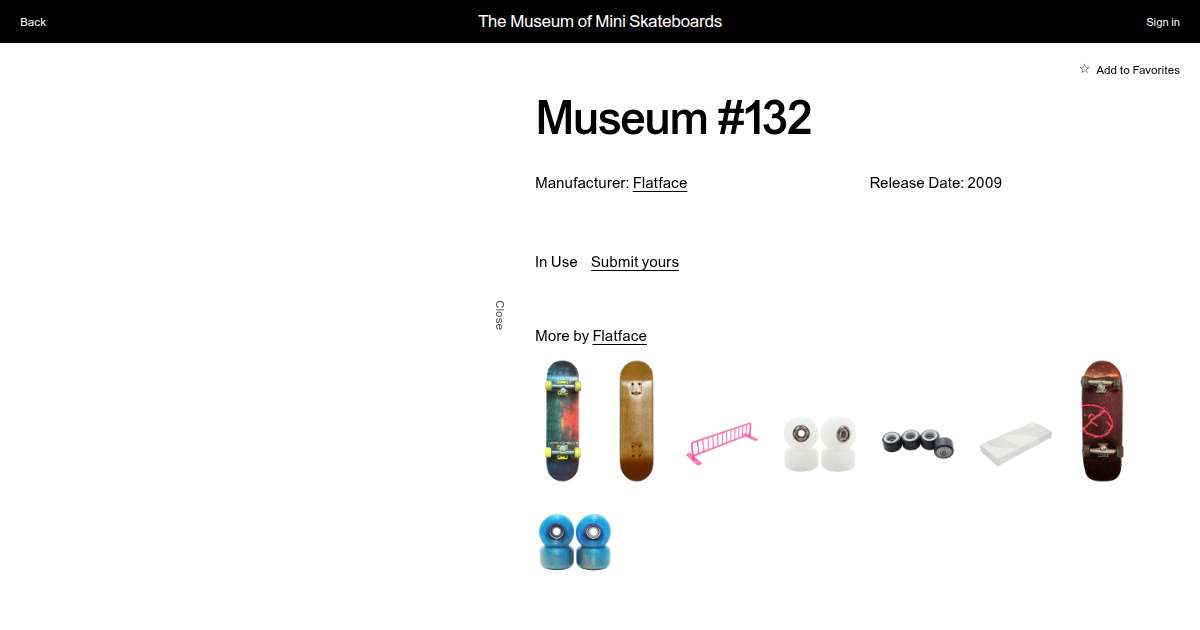 Back
The Museum of Mini Skateboards
Sign in
☆ Add to Favorites
Museum #132
Manufacturer: Flatface
Release Date: 2009
In Use Submit yours
Close
More by Flatface